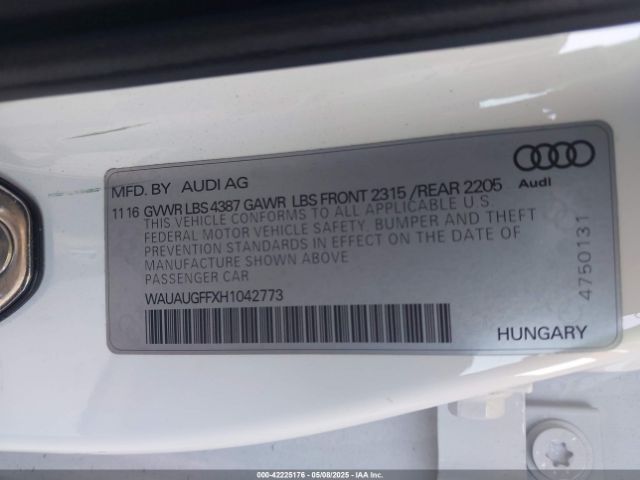 MFD. BY AUDI AG
Audi
11 16 GVWR LBS 4387 GAWR LBS FRONT 2315 / REAR 2205
THIS VEHICLE CONFORMS TO ALL APPLICABLE U.S.
FEDERAL MOTOR VEHICLE SAFETY, BUMPER AND THEFT
PREVENTION STANDARDS IN EFFECT ON THE DATE OF
MANUFACTURE SHOWN ABOVE
PASSENGER CAR
WAUAUGFFXH1042773
4750131
HUNGARY
000-42225176 - 05/08/2025 - IAA Inc.